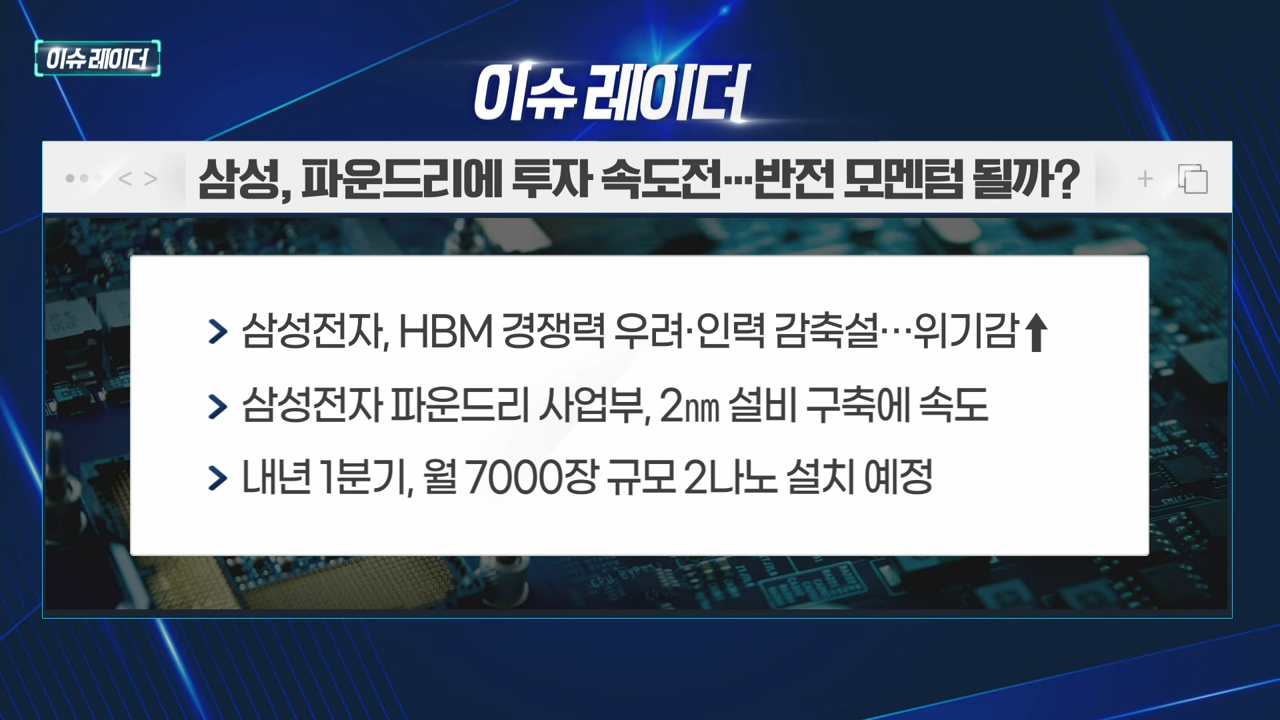 이슈 레이더
이슈 레이더
삼성, 파운드리에 투자 속도전…반전 모멘텀 될까?
삼성전자, HBM 경쟁력 우려·인력 감축설…위기감↑
삼성전자 파운드리 사업부, 2㎚ 설비 구축에 속도
내년 1분기, 월 7000장 규모 2나노 설치 예정